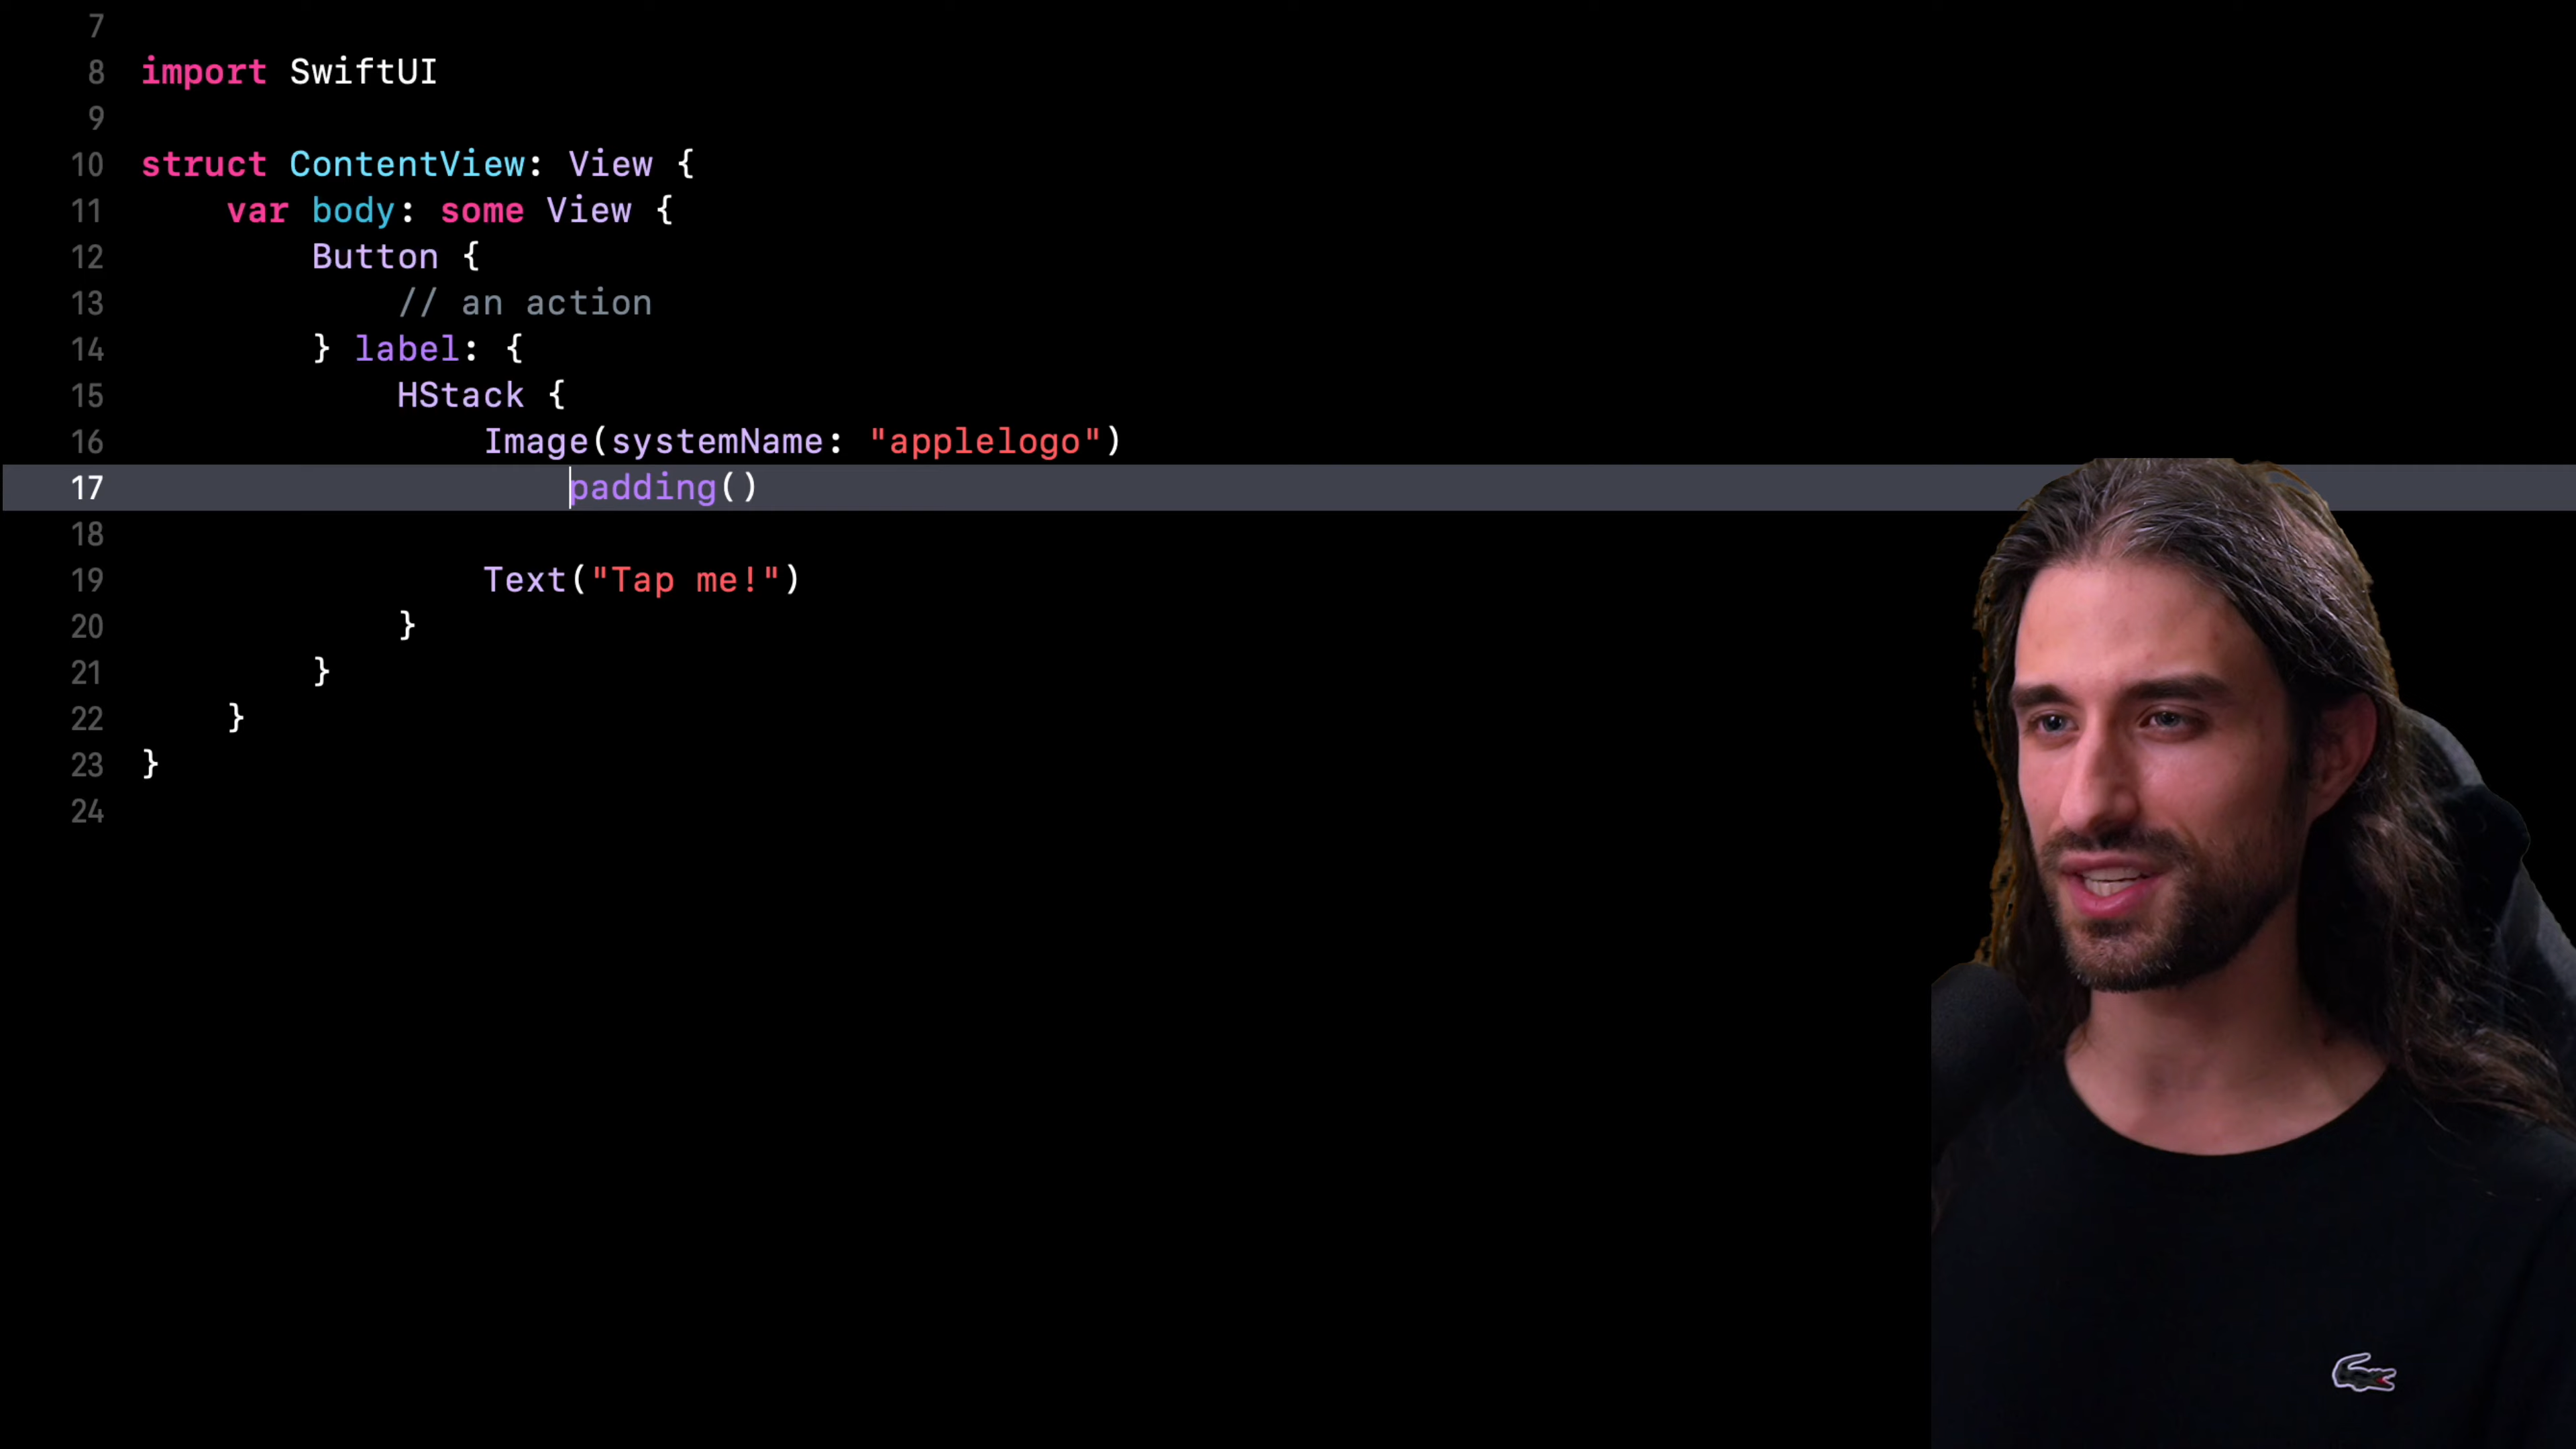 7
8 import SwiftUI
9
10 struct ContentView: View {
11     var body: some View {
12         Button {
13             // an action
14         } label: {
15             HStack {
16                 Image(systemName: "applelogo")
17                     padding()
18
19                 Text("Tap me!")
20             }
21         }
22     }
23 }
24